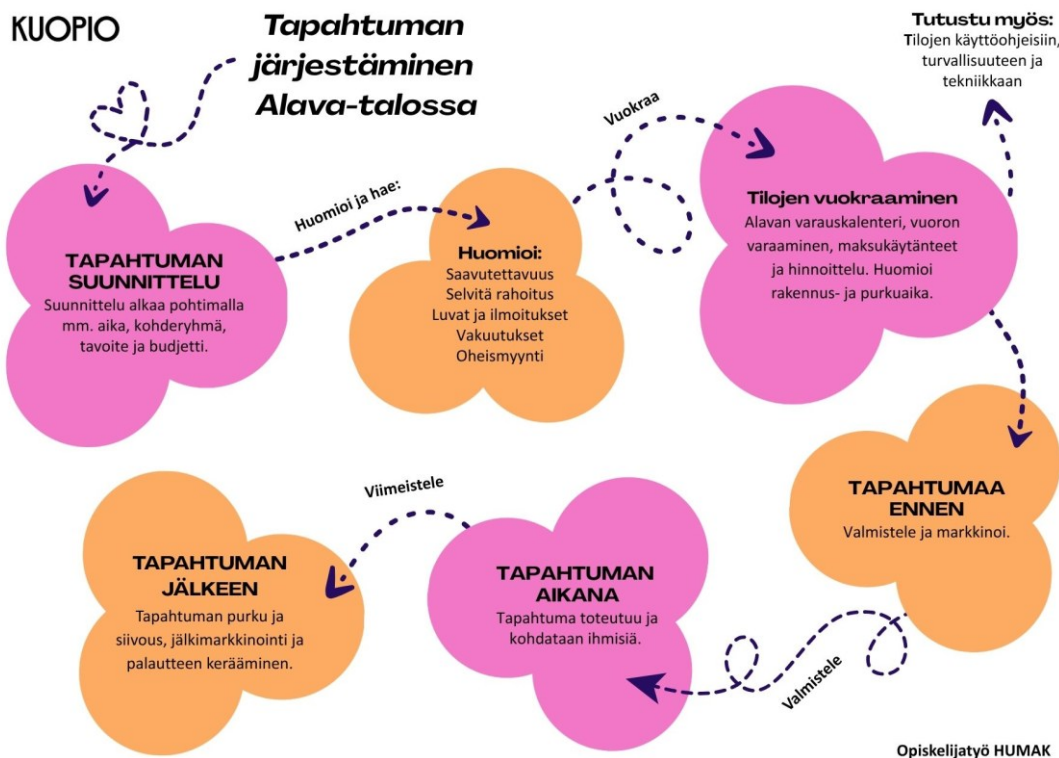 KUOPIO
Tapahtuman
järjestäminen
Alava-talossa
Tutustu myös:
Tilojen käyttöohjeisiin,
turvallisuuteen ja
tekniikkaan
TAPAHTUMAN
SUUNNITTELU
Suunnittelu alkaa pohtimalla
mm. aika, kohderyhmä,
tavoite ja budjetti.
Huomioi ja hae:
Huomioi:
Saavutettavuus
Selvitä rahoitus
Luvat ja ilmoitukset
Vakuutukset
Oheismyynti
Vuokraa
Tilojen vuokraaminen
Alavan varauskalenteri, vuoron
varaaminen, maksukäytänteet
ja hinnoittelu. Huomioi
rakennus- ja purkuaika.
TAPAHTUMAA
ENNEN
Valmistele ja markkinoi.
Valmistele
TAPAHTUMAN
AIKANA
Tapahtuma toteutuu ja
kohdataan ihmisiä.
Viimeistele
TAPAHTUMAN
JÄLKEEN
Tapahtuman purku ja
siivous, jälkimarkkinointi ja
palautteen kerääminen.
Opiskelijatyö HUMAK